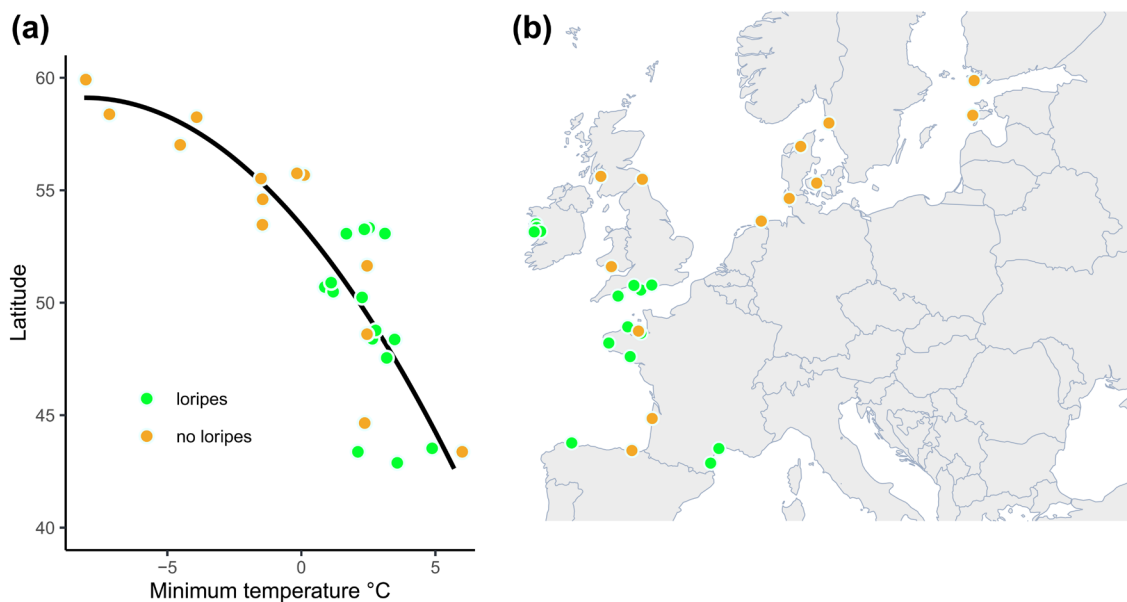 (a)
(b)
60
55
50
45
40
Latitude
loripes
no loripes
−5
0
5
Minimum temperature °C